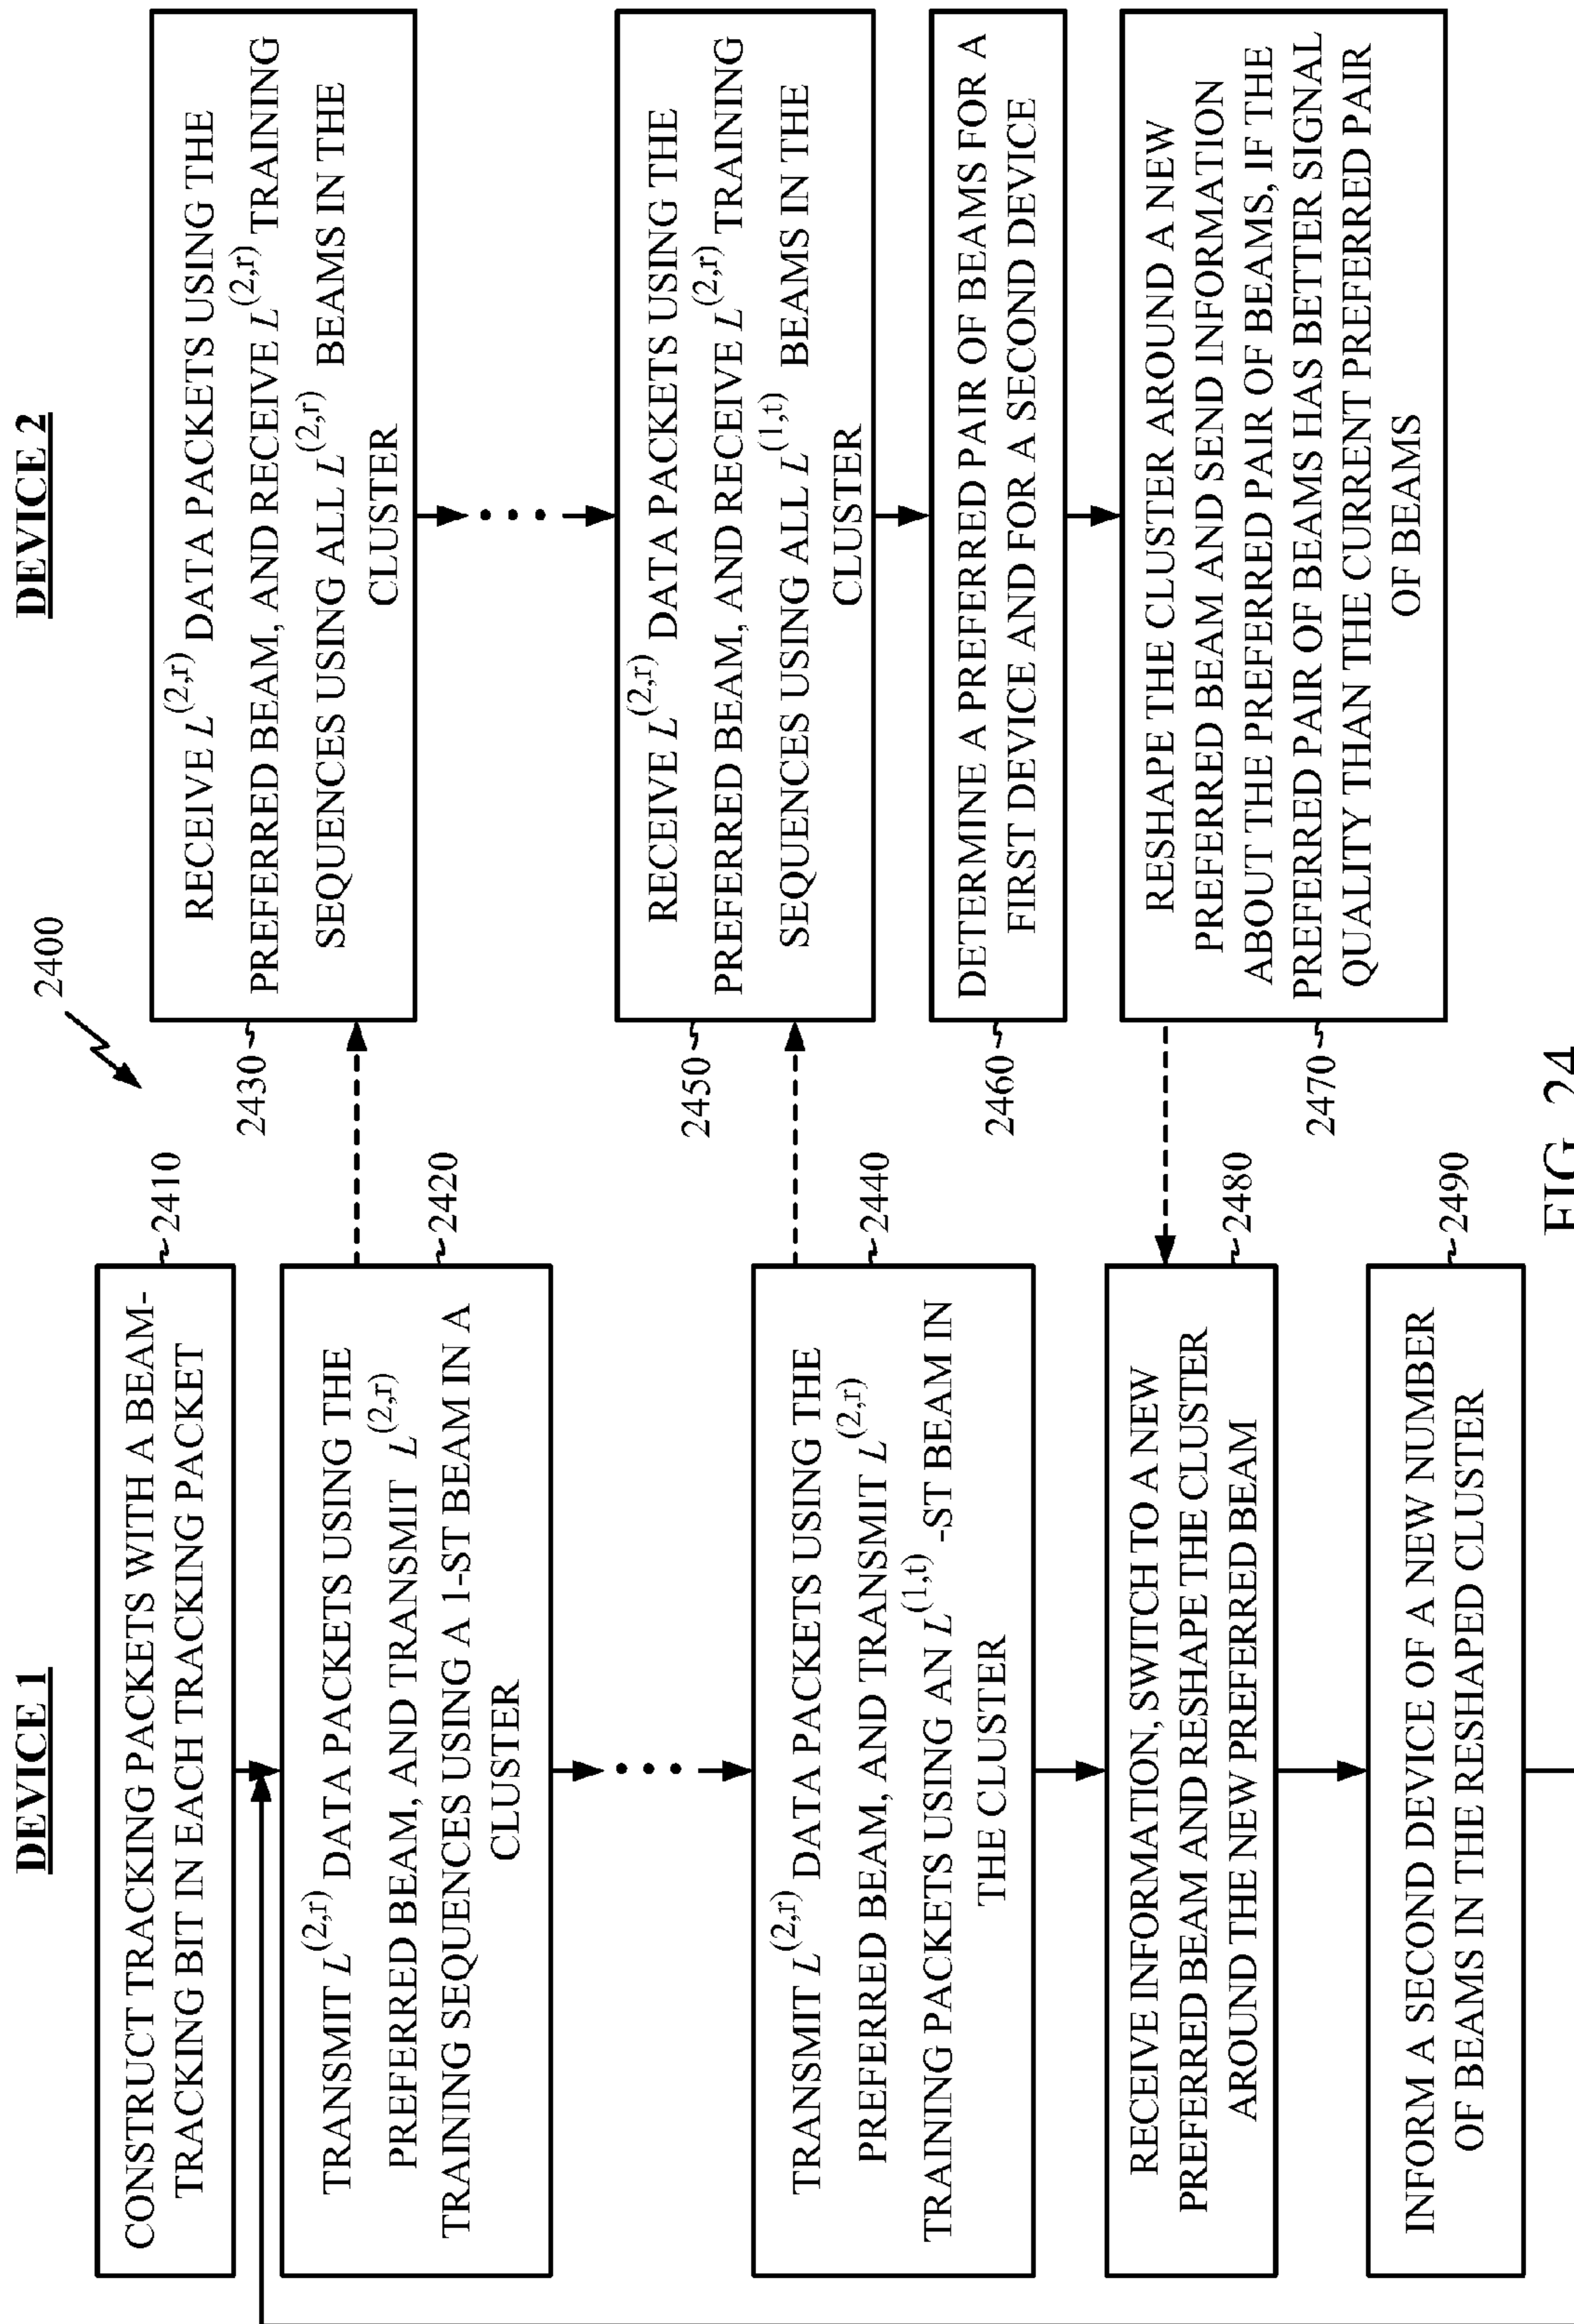 DEVICE 1
CONSTRUCT TRACKING PACKETS WITH A BEAM-
TRACKING BIT IN EACH TRACKING PACKET
2410
TRANSMIT L^(2,r) DATA PACKETS USING THE
PREFERRED BEAM, AND TRANSMIT L^(2,r)
TRAINING SEQUENCES USING A 1-ST BEAM IN A
CLUSTER
2420
TRANSMIT L^(2,r) DATA PACKETS USING THE
PREFERRED BEAM, AND TRANSMIT L^(2,r)
TRAINING PACKETS USING AN L^(1,t) -ST BEAM IN
THE CLUSTER
2440
RECEIVE INFORMATION, SWITCH TO A NEW
PREFERRED BEAM AND RESHAPE THE CLUSTER
AROUND THE NEW PREFERRED BEAM
2480
INFORM A SECOND DEVICE OF A NEW NUMBER
OF BEAMS IN THE RESHAPED CLUSTER
2490
2400
DEVICE 2
RECEIVE L^(2,r) DATA PACKETS USING THE
PREFERRED BEAM, AND RECEIVE L^(2,r) TRAINING
SEQUENCES USING ALL L^(2,r) BEAMS IN THE
CLUSTER
2430
RECEIVE L^(2,r) DATA PACKETS USING THE
PREFERRED BEAM, AND RECEIVE L^(2,r) TRAINING
SEQUENCES USING ALL L^(1,t) BEAMS IN THE
CLUSTER
2450
DETERMINE A PREFERRED PAIR OF BEAMS FOR A
FIRST DEVICE AND FOR A SECOND DEVICE
2460
RESHAPE THE CLUSTER AROUND A NEW
PREFERRED BEAM AND SEND INFORMATION
ABOUT THE PREFERRED PAIR OF BEAMS, IF THE
PREFERRED PAIR OF BEAMS HAS BETTER SIGNAL
QUALITY THAN THE CURRENT PREFERRED PAIR
OF BEAMS
2470
FIG. 24